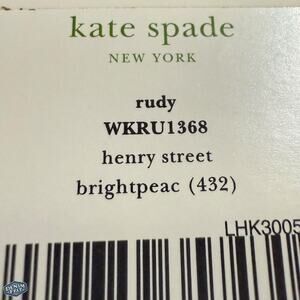 kate spade
NEW YORK
rudy
WKRU1368
henry street
brightpeac (432)
LHK3005